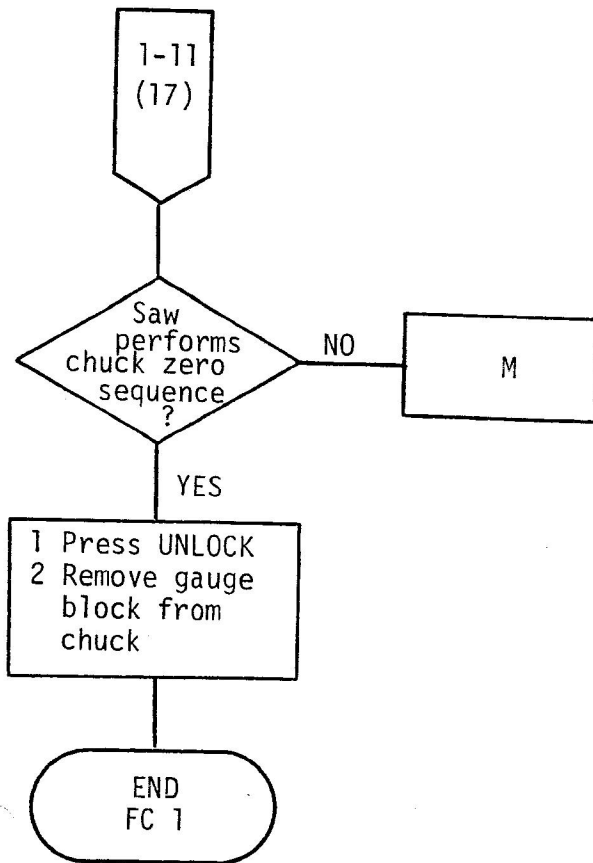 1-11
(17)
Saw
performs
chuck zero
sequence
?
NO
M
YES
1 Press UNLOCK
2 Remove gauge
block from
chuck
END
FC 1